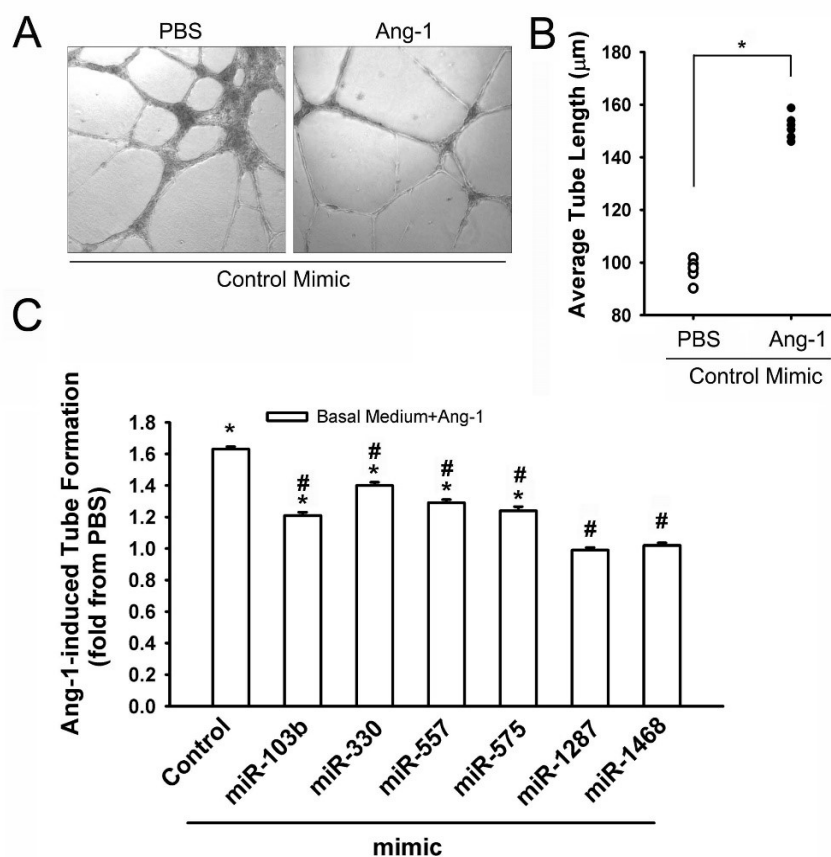 A
PBS
Ang-1
Control Mimic
B
Average Tube Length (µm)
180
160
140
120
100
80
*
PBS
Ang-1
Control Mimic
C
Ang-1-induced Tube Formation
(fold from PBS)
1.8
1.6
1.4
1.2
1.0
0.8
0.6
0.4
0.2
0.0
Basal Medium+Ang-1
*
#
*
#
*
#
*
#
*
#
#
Control
miR-103b
miR-330
miR-557
miR-575
miR-1287
miR-1468
mimic